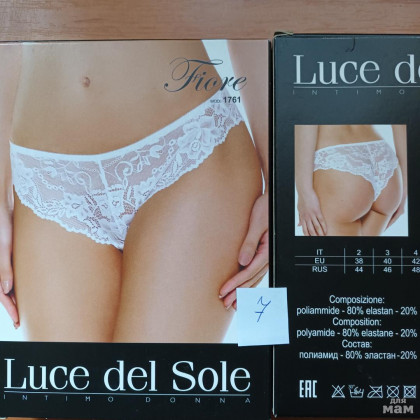 Fiore
1761
7
Luce del Sole
INTIMO DONNA
Luce del
INTIMO DO
IT 2 3 4
EU 38 40 42
RUS 44 46 48
Composizione:
poliammide - 80% elastan - 20%
Composition:
polyamide - 80% elastane - 20%
Состав:
полиамид - 80% эластан - 20%
EAC
для
мам